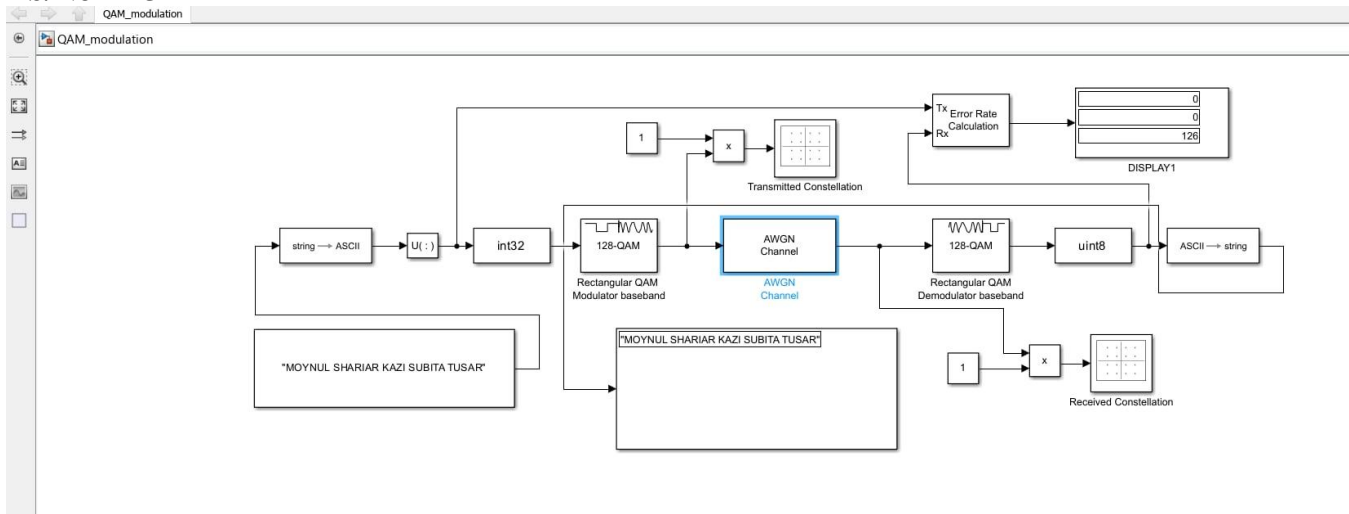 QAM_modulation
QAM_modulation
Tx
Rx
Error Rate
Calculation
0
0
126
DISPLAY1
1
x
Transmitted Constellation
string → ASCII
U( : )
int32
128-QAM
Rectangular QAM
Modulator baseband
AWGN
Channel
AWGN
Channel
128-QAM
Rectangular QAM
Demodulator baseband
uint8
ASCII → string
"MOYNUL SHARIAR KAZI SUBITA TUSAR"
"MOYNUL SHARIAR KAZI SUBITA TUSAR"
1
x
Received Constellation